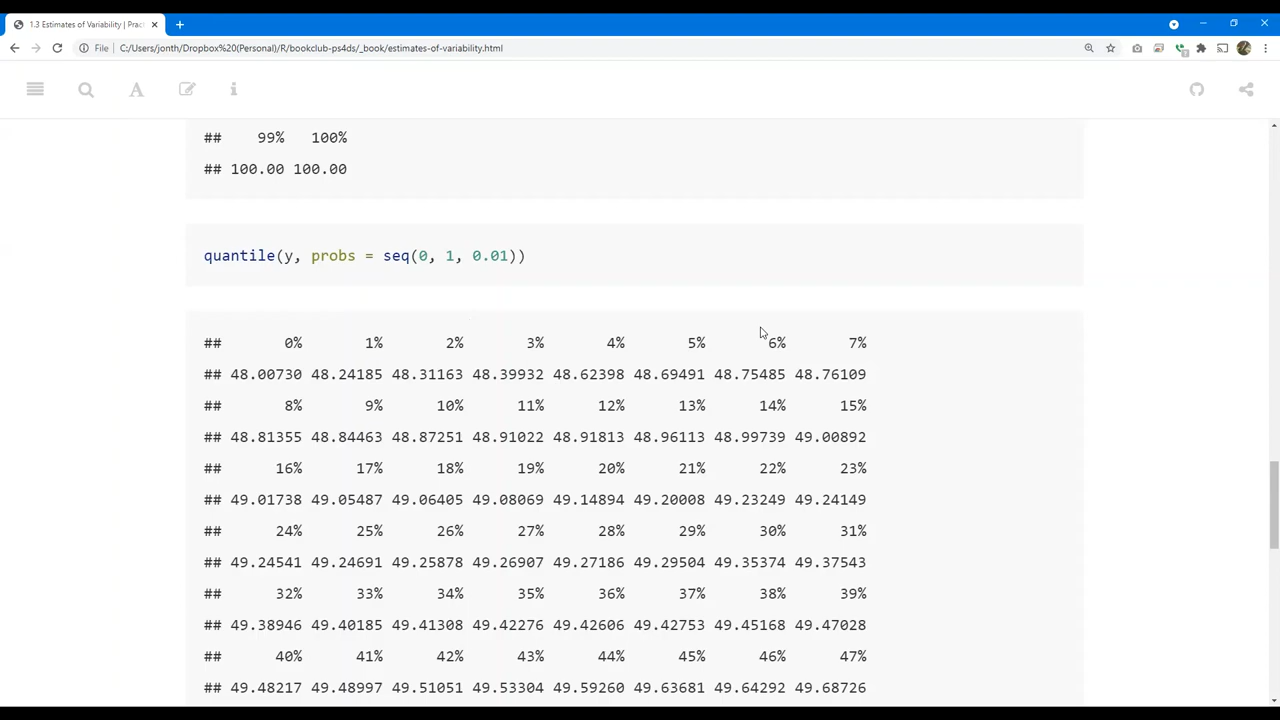 1.3 Estimates of Variability | Prac
File
C:/Users/jonth/Dropbox%20(Personal)/R/bookclub-ps4ds/_book/estimates-of-variability.html
## 99% 100%
## 100.00 100.00
quantile(y, probs = seq(0, 1, 0.01))
## 0% 1% 2% 3% 4% 5% 6% 7%
## 48.00730 48.24185 48.31163 48.39932 48.62398 48.69491 48.75485 48.76109
## 8% 9% 10% 11% 12% 13% 14% 15%
## 48.81355 48.84463 48.87251 48.91022 48.91813 48.96113 48.99739 49.00892
## 16% 17% 18% 19% 20% 21% 22% 23%
## 49.01738 49.05487 49.06405 49.08069 49.14894 49.20008 49.23249 49.24149
## 24% 25% 26% 27% 28% 29% 30% 31%
## 49.24541 49.24691 49.25878 49.26907 49.27186 49.29504 49.35374 49.37543
## 32% 33% 34% 35% 36% 37% 38% 39%
## 49.38946 49.40185 49.41308 49.42276 49.42606 49.42753 49.45168 49.47028
## 40% 41% 42% 43% 44% 45% 46% 47%
## 49.48217 49.48997 49.51051 49.53304 49.59260 49.63681 49.64292 49.68726